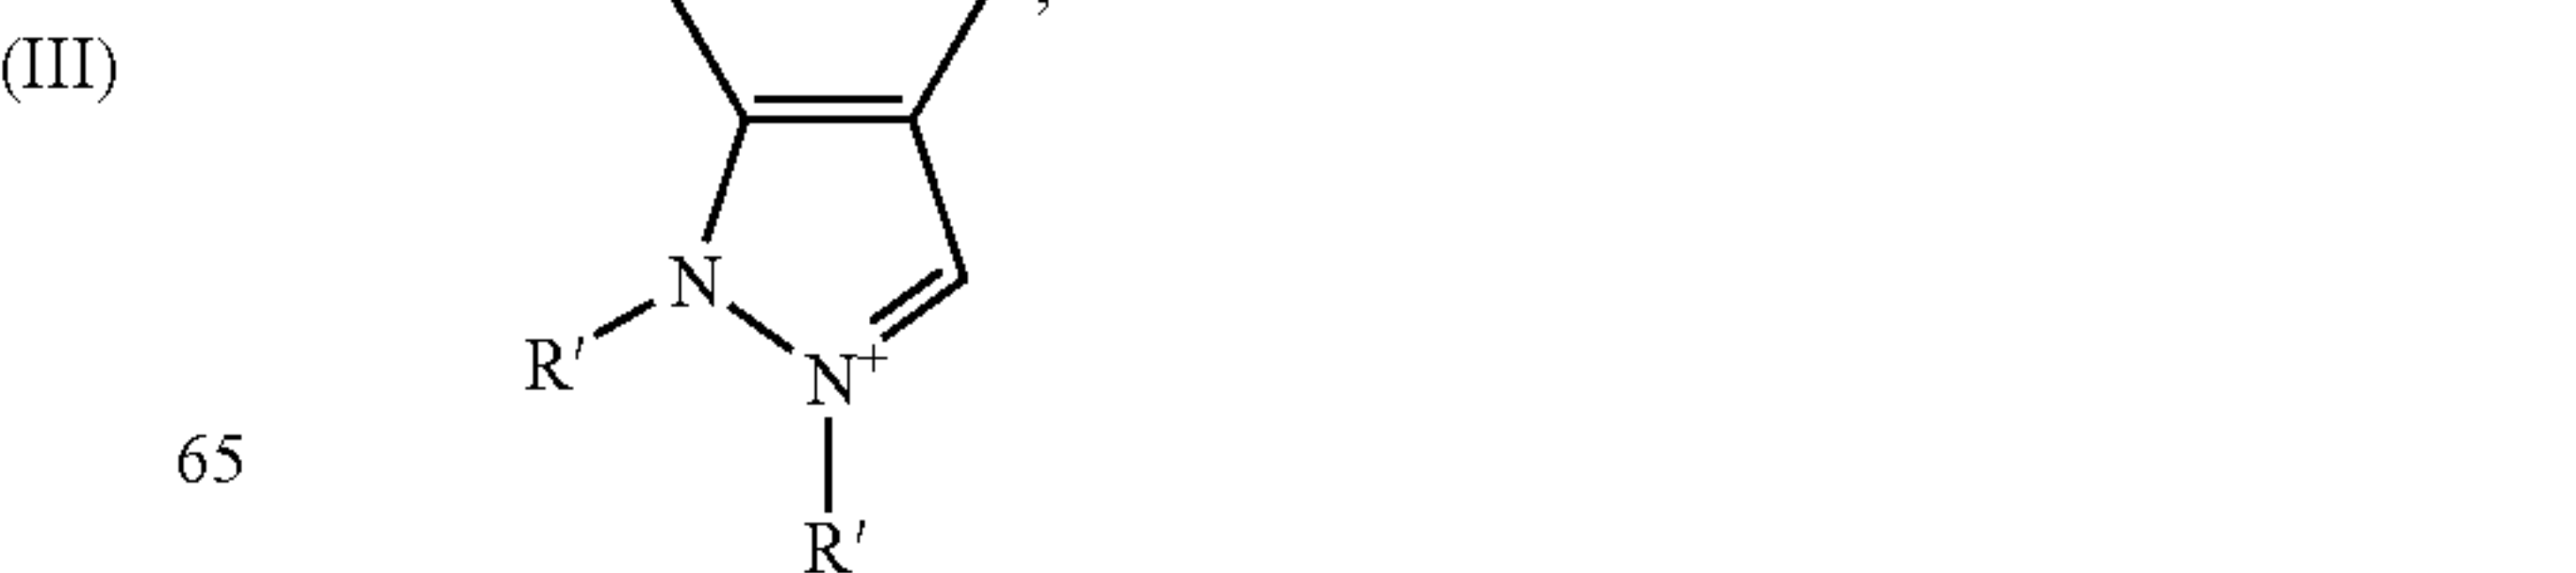 ,
(III)
N
R′
N+
65
R′